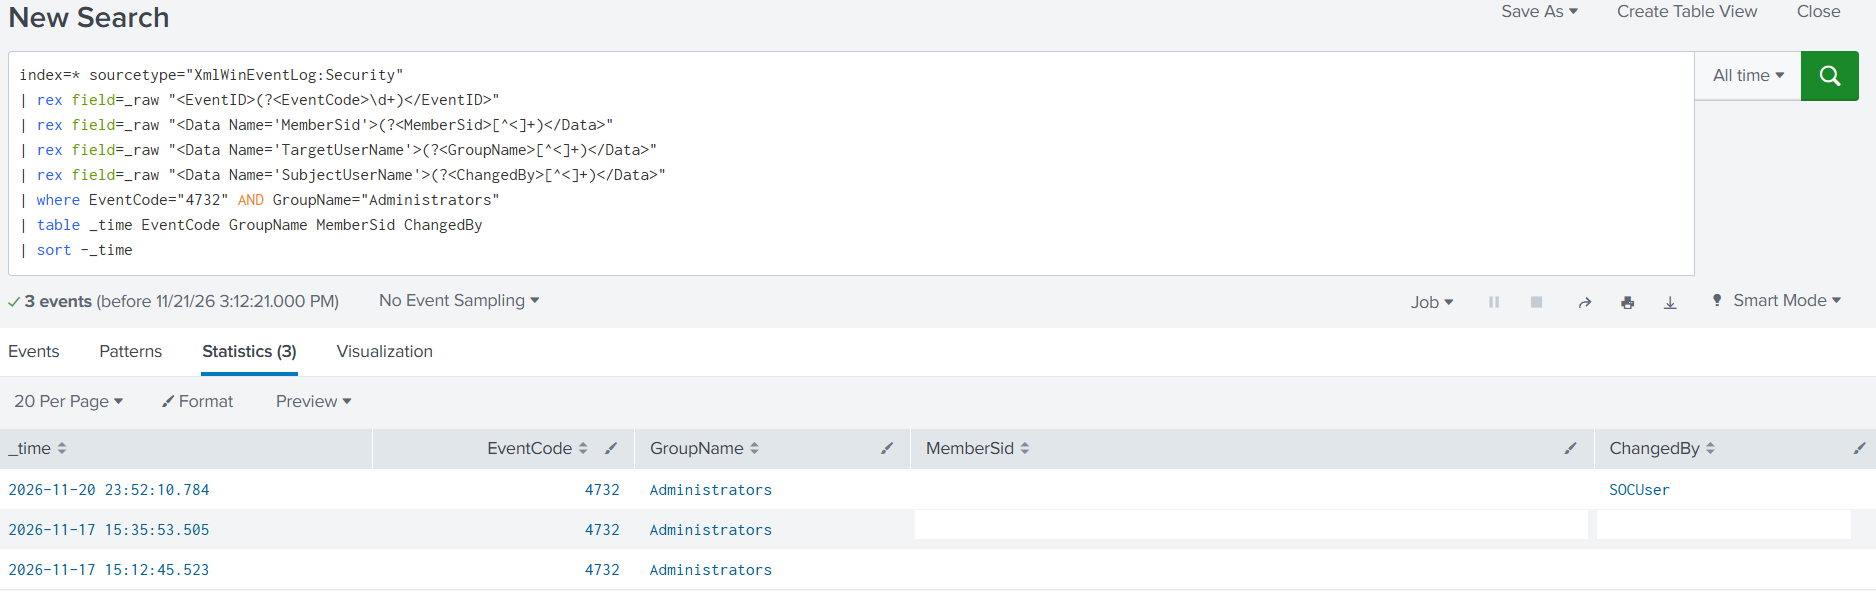 New Search
Save As Create Table View Close
index=* sourcetype="XmlWinEventLog:Security"
| rex field=_raw "<EventID>(?<EventCode>\d+)</EventID>"
| rex field=_raw "<Data Name='MemberSid'>(?<MemberSid>[^<]+)</Data>"
| rex field=_raw "<Data Name='TargetUserName'>(?<GroupName>[^<]+)</Data>"
| rex field=_raw "<Data Name='SubjectUserName'>(?<ChangedBy>[^<]+)</Data>"
| where EventCode="4732" AND GroupName="Administrators"
| table _time EventCode GroupName MemberSid ChangedBy
| sort -_time
All time
3 events (before 11/21/26 3:12:21.000 PM) No Event Sampling Job Smart Mode
Events Patterns Statistics (3) Visualization
20 Per Page Format Preview
_time EventCode GroupName MemberSid ChangedBy
2026-11-20 23:52:10.784 4732 Administrators SOCUser
2026-11-17 15:35:53.505 4732 Administrators
2026-11-17 15:12:45.523 4732 Administrators